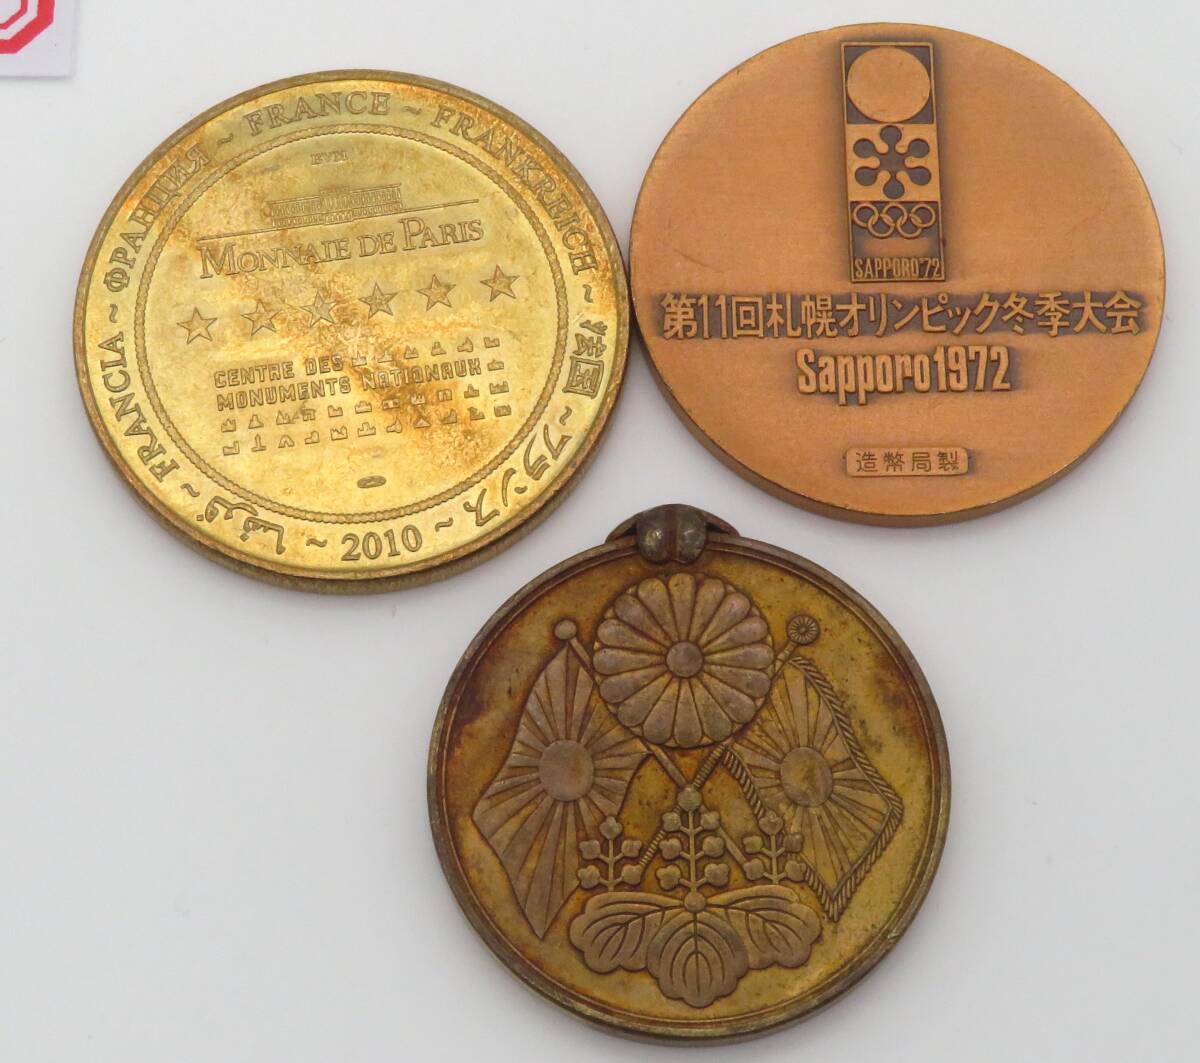 ФРАНЦИЯ ~ FRANCE ~ FRANKREICH ~ 法国 ~ フランス ~ 2010 ~ فرنسا ~ FRANCIA ~
EVM
MONNAIE DE PARIS
CENTRE DES
MONUMENTS NATIONAUX
SAPPORO'72
第11回札幌オリンピック冬季大会
Sapporo1972
造幣局製